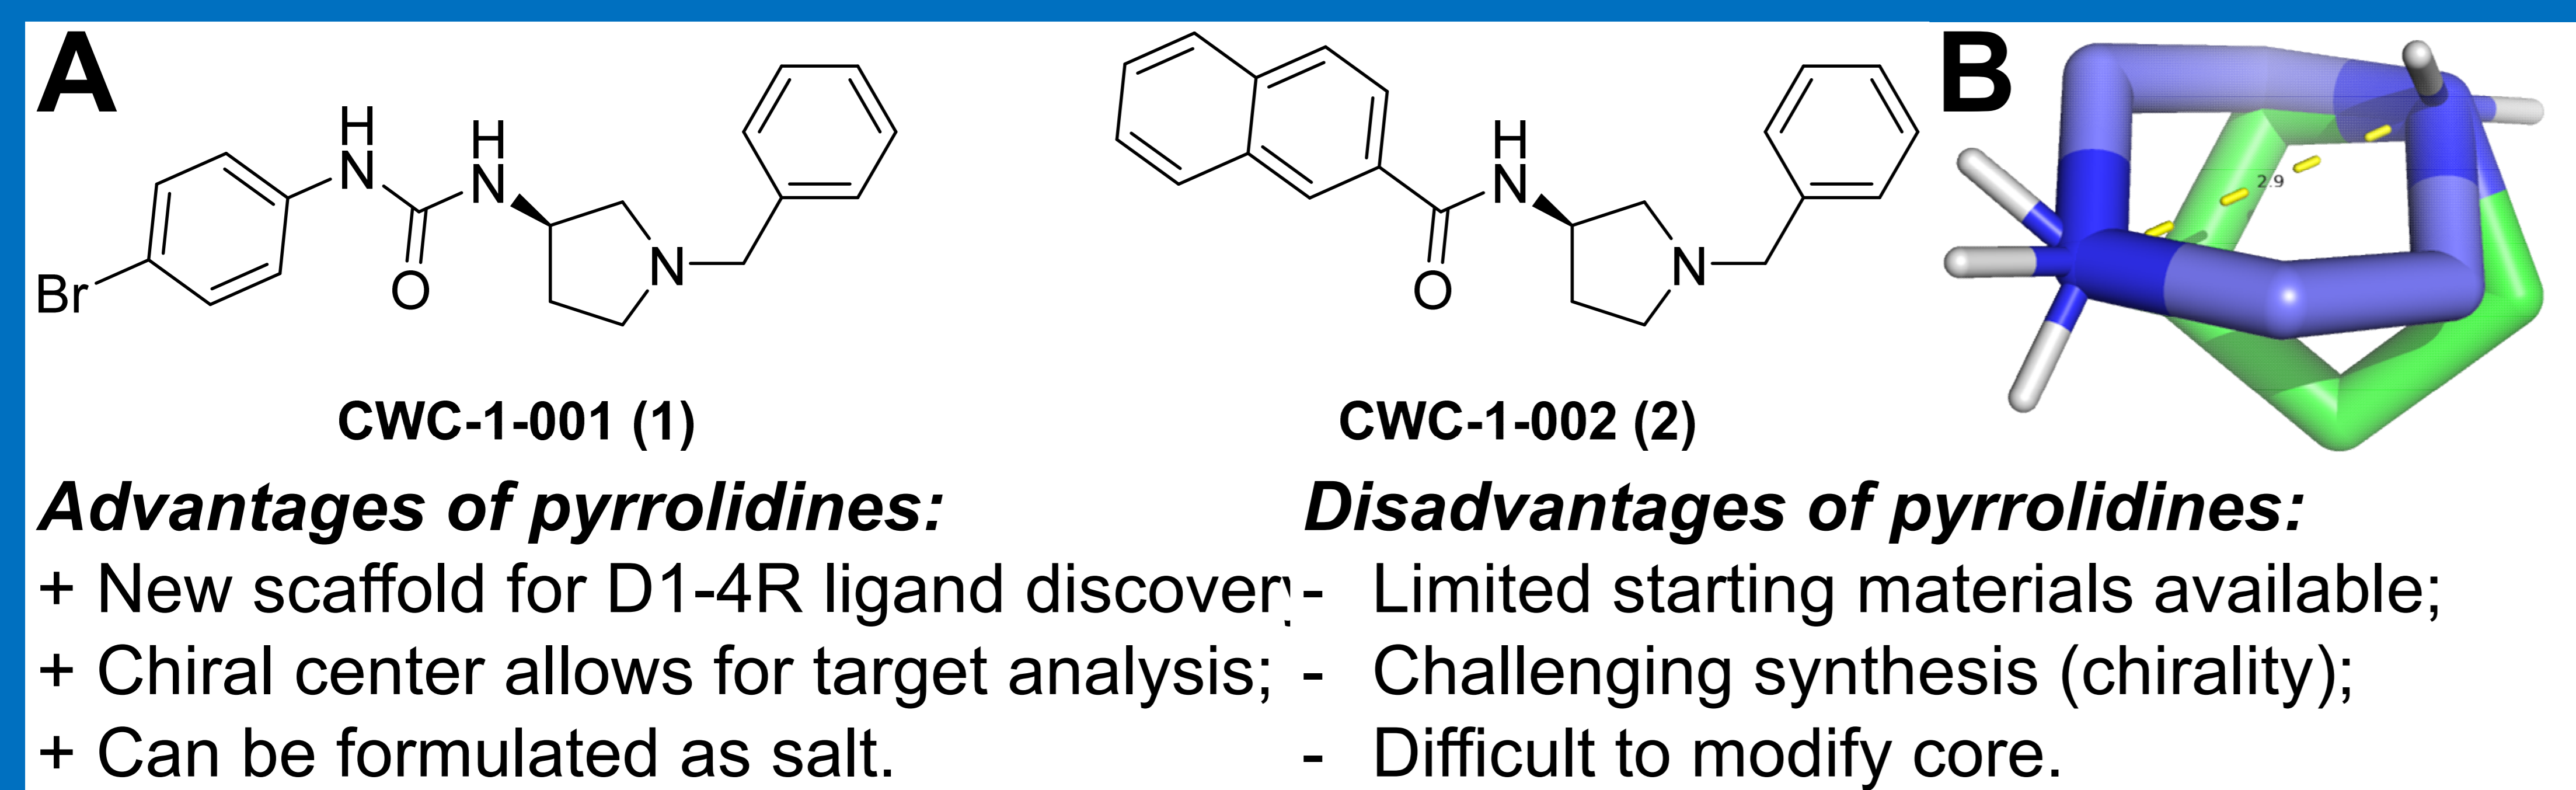 A
B
H
N
H
N
O
Br
N
CWC-1-001 (1)
H
N
O
N
CWC-1-002 (2)
2.9
Advantages of pyrrolidines:
+ New scaffold for D1-4R ligand discovery
+ Chiral center allows for target analysis;
+ Can be formulated as salt.
Disadvantages of pyrrolidines:
- Limited starting materials available;
- Challenging synthesis (chirality);
- Difficult to modify core.